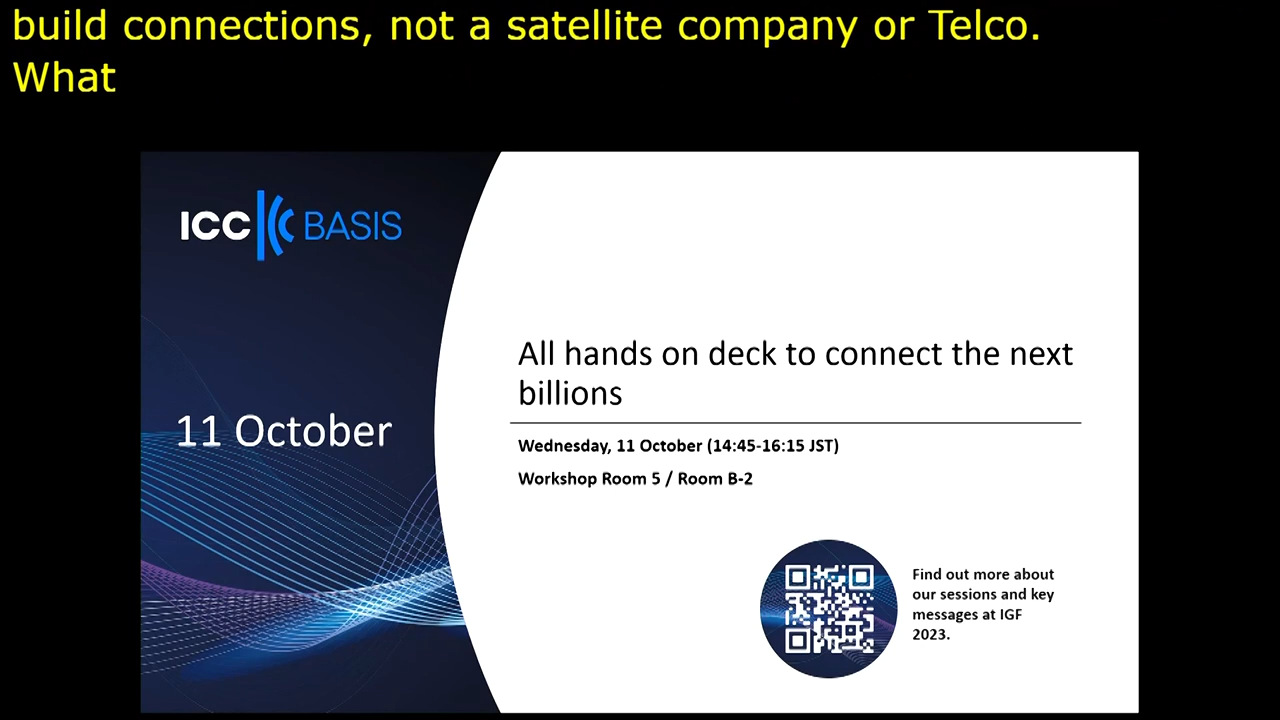 build connections, not a satellite company or Telco.
What
ICC BASIS
11 October
All hands on deck to connect the next
billions
Wednesday, 11 October (14:45-16:15 JST)
Workshop Room 5 / Room B-2
Find out more about
our sessions and key
messages at IGF
2023.